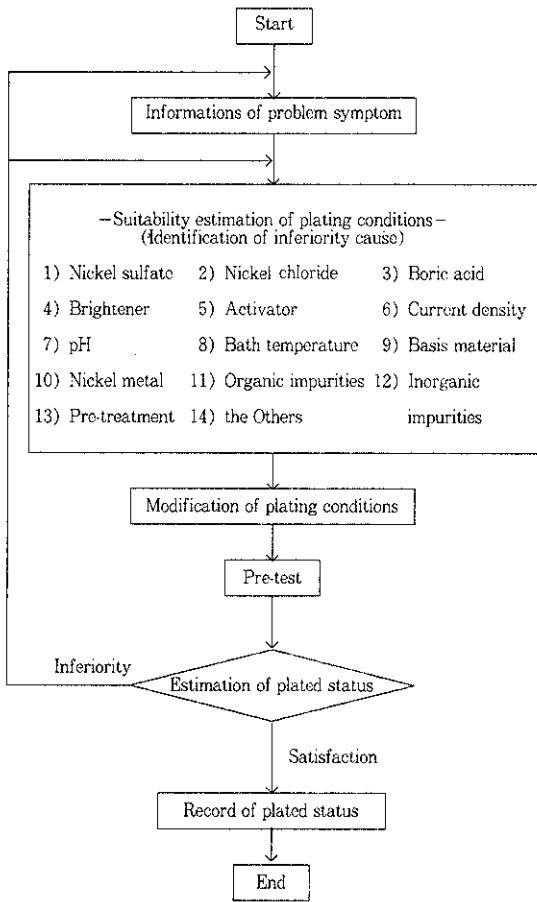 Start
Informations of problem symptom
-Suitability estimation of plating conditions-
(Identification of inferiority cause)
1) Nickel sulfate 2) Nickel chloride 3) Boric acid
4) Brightener 5) Activator 6) Current density
7) pH 8) Bath temperature 9) Basis material
10) Nickel metal 11) Organic impurities 12) Inorganic
13) Pre-treatment 14) the Others impurities
Modification of plating conditions
Pre-test
Inferiority
Estimation of plated status
Satisfaction
Record of plated status
End